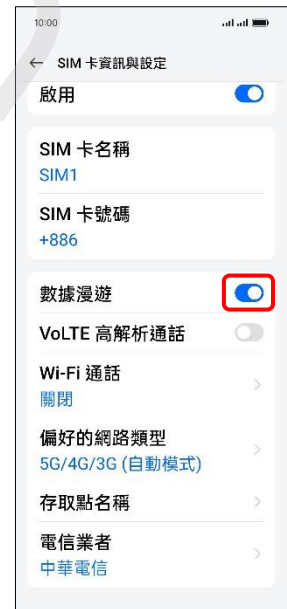 10:00
← SIM 卡資訊與設定
啟用
SIM 卡名稱
SIM1
SIM 卡號碼
+886
數據漫遊
VoLTE 高解析通話
Wi-Fi 通話
關閉
偏好的網路類型
5G/4G/3G (自動模式)
存取點名稱
電信業者
中華電信